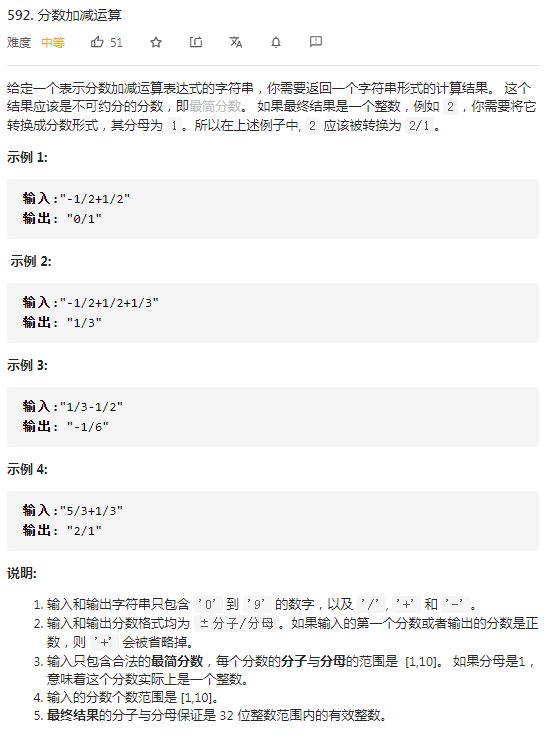 592. 分数加减运算
难度 中等 51
给定一个表示分数加减运算表达式的字符串，你需要返回一个字符串形式的计算结果。 这个
结果应该是不可约分的分数，即最简分数。 如果最终结果是一个整数，例如 2 ，你需要将它
转换成分数形式，其分母为 1 。所以在上述例子中, 2 应该被转换为 2/1 。
示例 1:
输入:"-1/2+1/2"
输出: "0/1"
示例 2:
输入:"-1/2+1/2+1/3"
输出: "1/3"
示例 3:
输入:"1/3-1/2"
输出: "-1/6"
示例 4:
输入:"5/3+1/3"
输出: "2/1"
说明:
1. 输入和输出字符串只包含 '0' 到 '9' 的数字，以及 '/', '+' 和 '-' 。
2. 输入和输出分数格式均为 ±分子/分母 。如果输入的第一个分数或者输出的分数是正
数，则 '+' 会被省略掉。
3. 输入只包含合法的最简分数，每个分数的分子与分母的范围是 [1,10]。 如果分母是1，
意味着这个分数实际上是一个整数。
4. 输入的分数个数范围是 [1,10]。
5. 最终结果的分子与分母保证是 32 位整数范围内的有效整数。